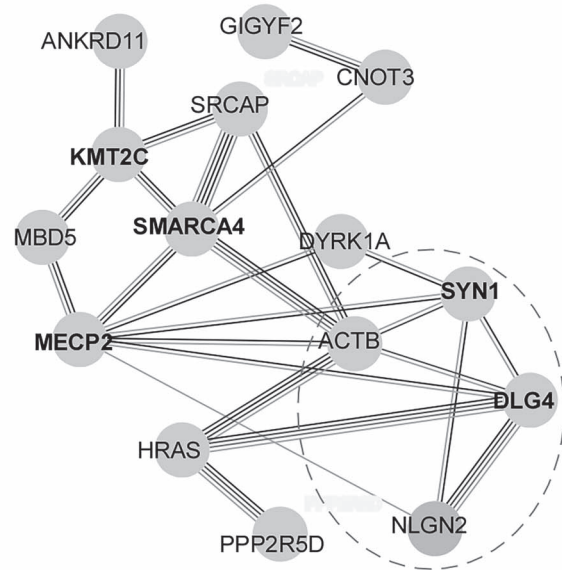 GIGYF2
ANKRD11
CNOT3
SRCAP
KMT2C
SMARCA4
MBD5
DYRK1A
SYN1
MECP2
ACTB
DLG4
HRAS
NLGN2
PPP2R5D